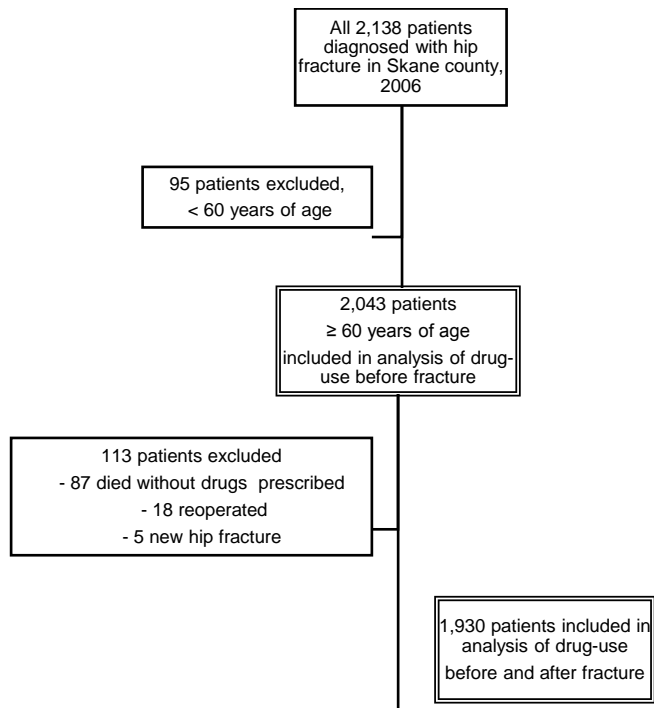 All 2,138 patients
diagnosed with hip
fracture in Skane county,
2006
95 patients excluded,
< 60 years of age
2,043 patients
≥ 60 years of age
included in analysis of drug-
use before fracture
113 patients excluded
- 87 died without drugs prescribed
- 18 reoperated
- 5 new hip fracture
1,930 patients included in
analysis of drug-use
before and after fracture